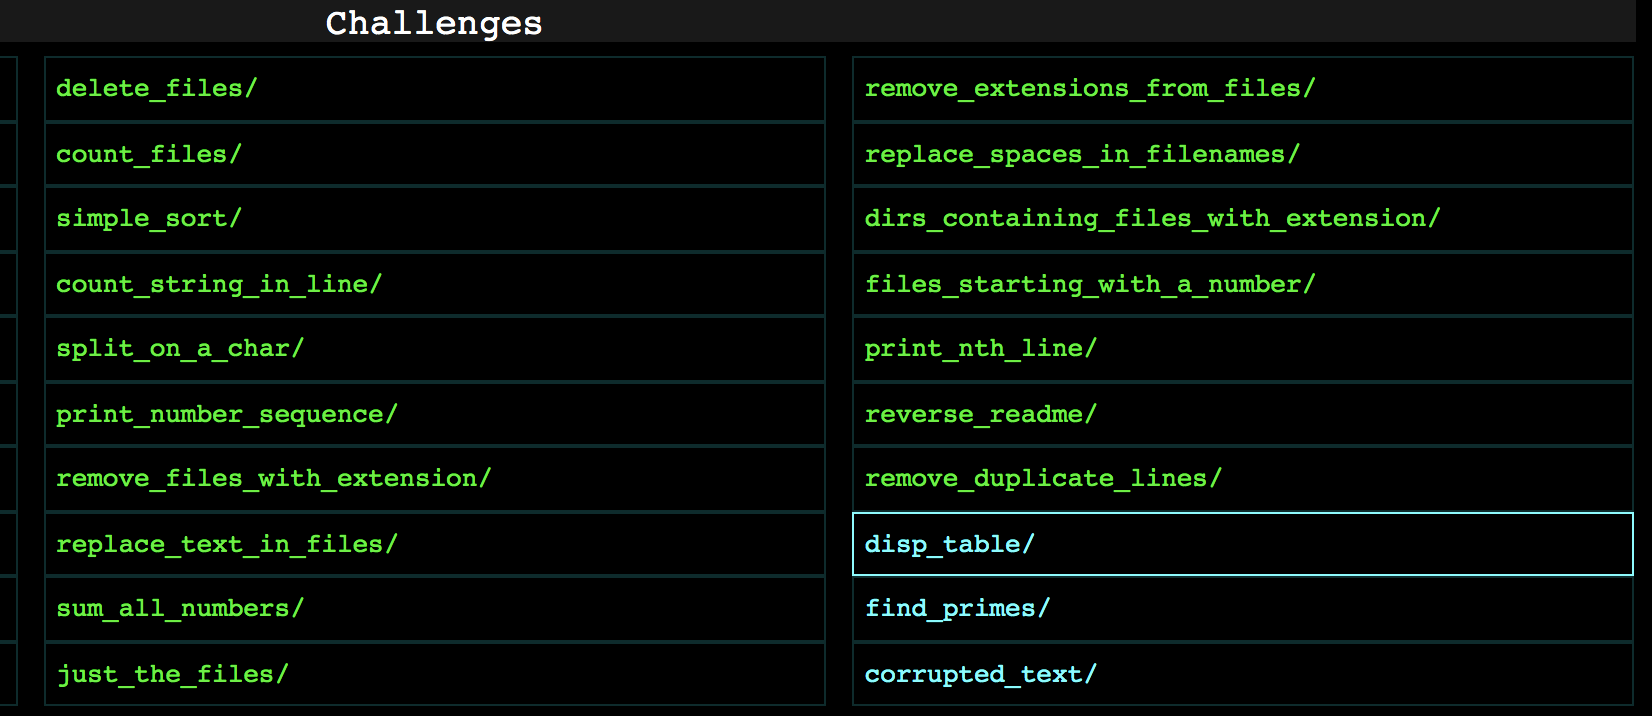 Challenges
delete_files/
count_files/
simple_sort/
count_string_in_line/
split_on_a_char/
print_number_sequence/
remove_files_with_extension/
replace_text_in_files/
sum_all_numbers/
just_the_files/
remove_extensions_from_files/
replace_spaces_in_filenames/
dirs_containing_files_with_extension/
files_starting_with_a_number/
print_nth_line/
reverse_readme/
remove_duplicate_lines/
disp_table/
find_primes/
corrupted_text/